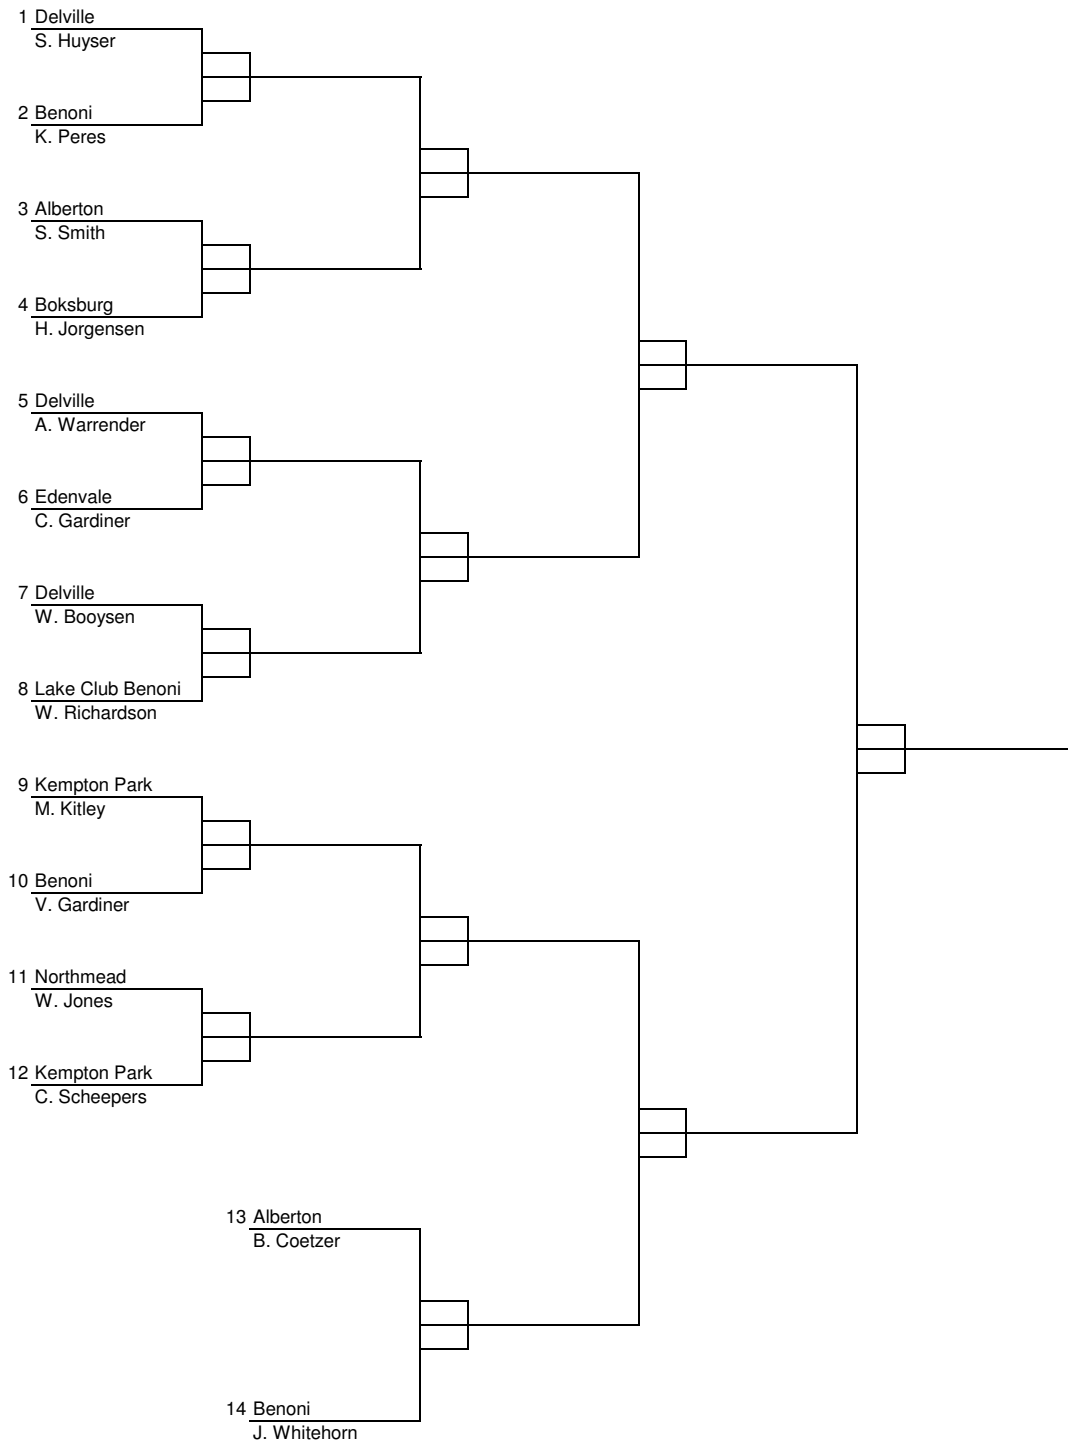 1 Delville
S. Huyser
2 Benoni
K. Peres
3 Alberton
S. Smith
4 Boksburg
H. Jorgensen
5 Delville
A. Warrender
6 Edenvale
C. Gardiner
7 Delville
W. Booysen
8 Lake Club Benoni
W. Richardson
9 Kempton Park
M. Kitley
10 Benoni
V. Gardiner
11 Northmead
W. Jones
12 Kempton Park
C. Scheepers
13 Alberton
B. Coetzer
14 Benoni
J. Whitehorn